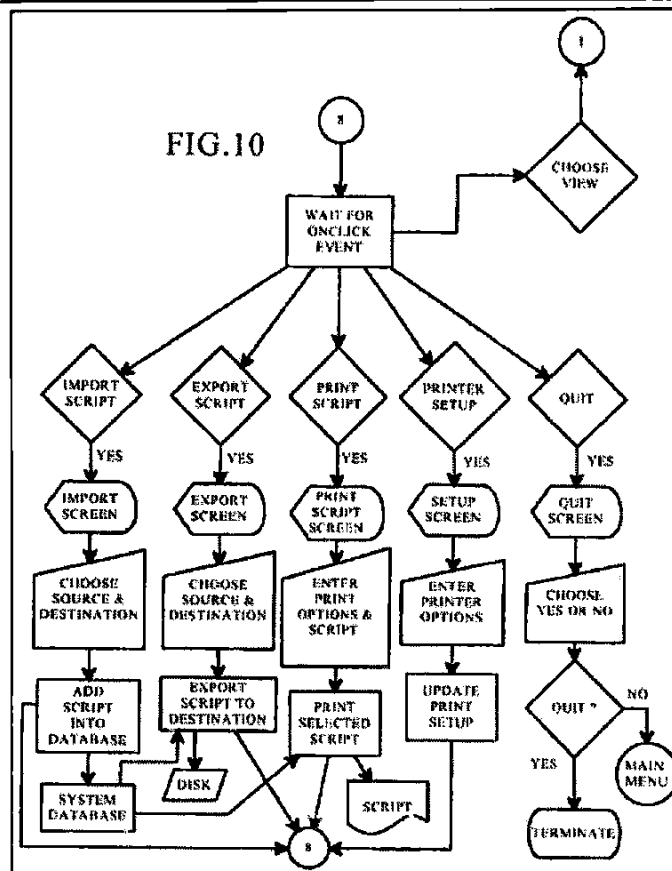 FIG.10
8
1
CHOOSE
VIEW
WAIT FOR
ONCLICK
EVENT
IMPORT
SCRIPT
EXPORT
SCRIPT
PRINT
SCRIPT
PRINTER
SETUP
QUIT
YES
YES
YES
YES
YES
IMPORT
SCREEN
EXPORT
SCREEN
PRINT
SCRIPT
SCREEN
SETUP
SCREEN
QUIT
SCREEN
CHOOSE
SOURCE &
DESTINATION
CHOOSE
SOURCE &
DESTINATION
ENTER
PRINT
OPTIONS &
SCRIPT
ENTER
PRINTER
OPTIONS
CHOOSE
YES OR NO
ADD
SCRIPT
INTO
DATABASE
EXPORT
SCRIPT TO
DESTINATION
PRINT
SELECTED
SCRIPT
UPDATE
PRINT
SETUP
QUIT ?
NO
YES
MAIN
MENU
SYSTEM
DATABASE
DISK
SCRIPT
8
TERMINATE